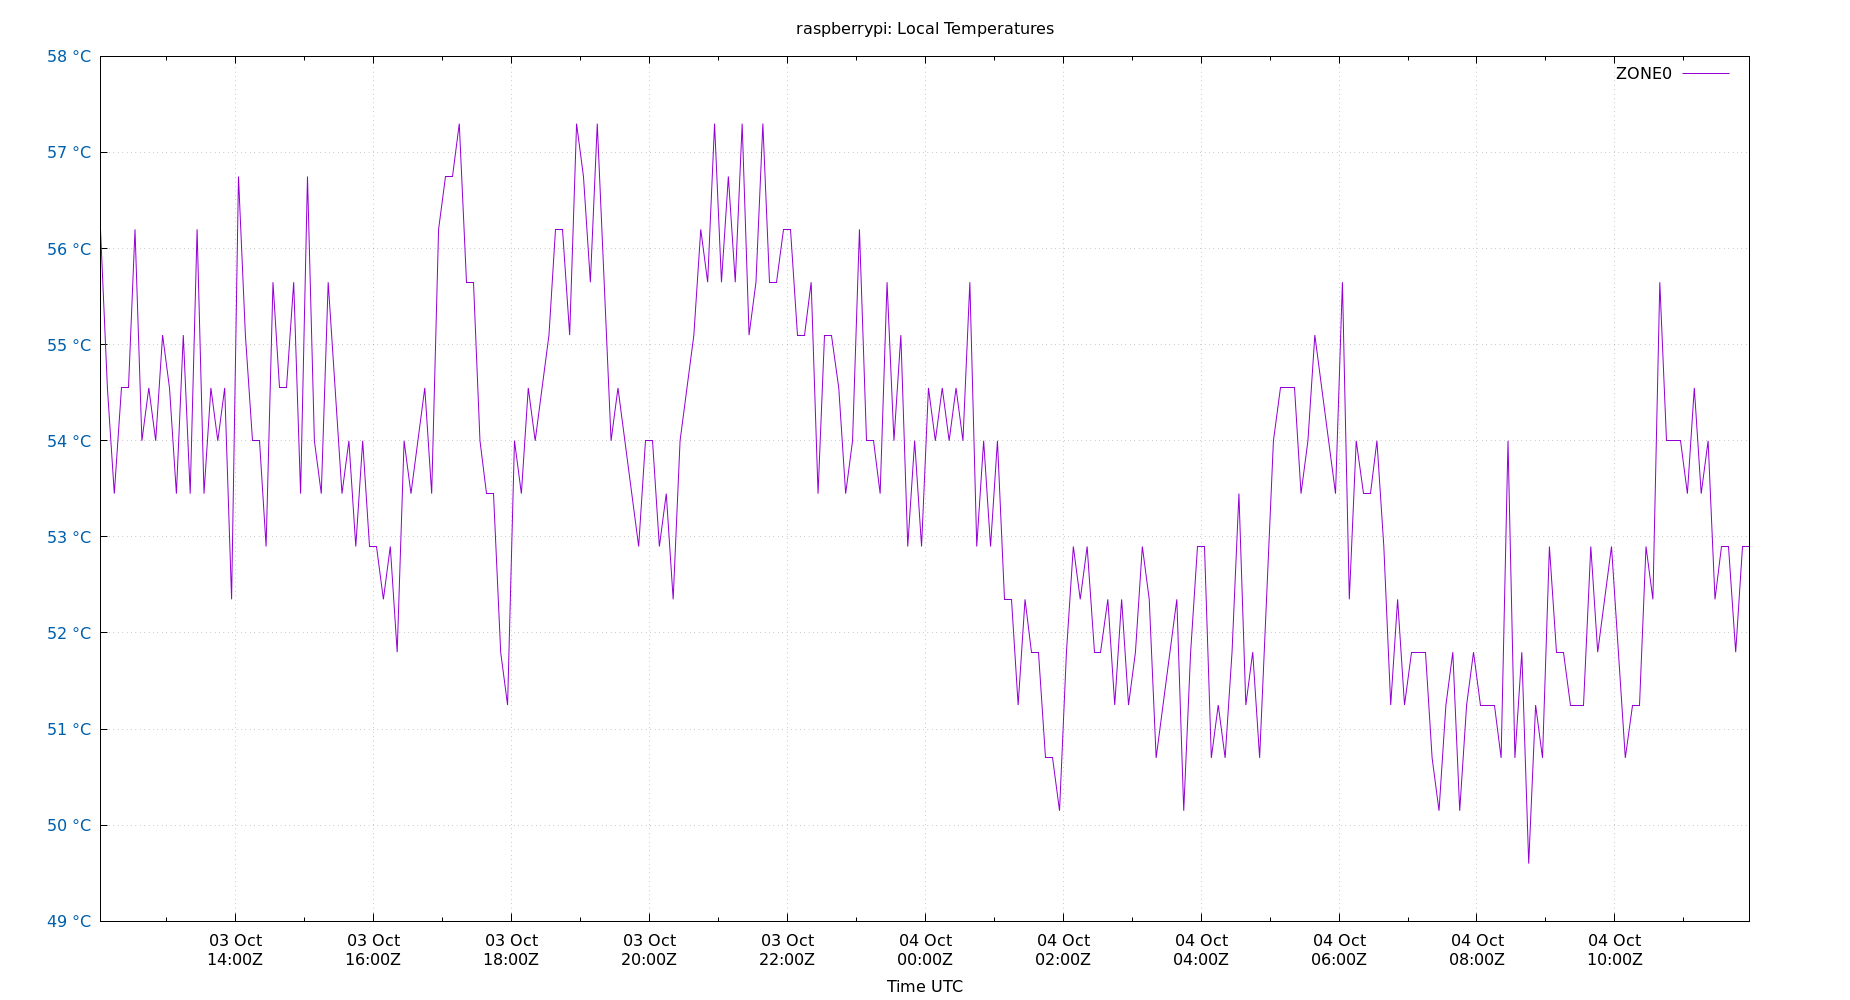 raspberrypi: Local Temperatures
58 °C
57 °C
56 °C
55 °C
54 °C
53 °C
52 °C
51 °C
50 °C
49 °C
ZONE0
03 Oct
14:00Z
03 Oct
16:00Z
03 Oct
18:00Z
03 Oct
20:00Z
03 Oct
22:00Z
04 Oct
00:00Z
04 Oct
02:00Z
04 Oct
04:00Z
04 Oct
06:00Z
04 Oct
08:00Z
04 Oct
10:00Z
Time UTC